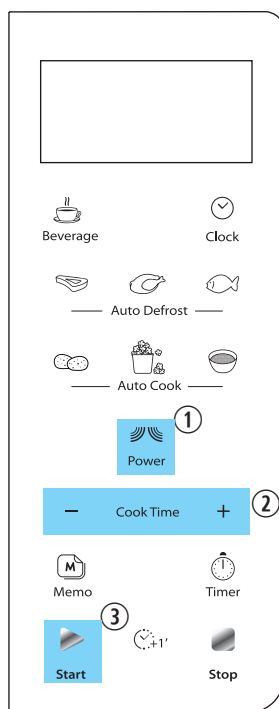 Beverage Clock
Auto Defrost
Auto Cook
1
Power
2
− Cook Time +
M
Memo Timer
3
+1′
Start Stop